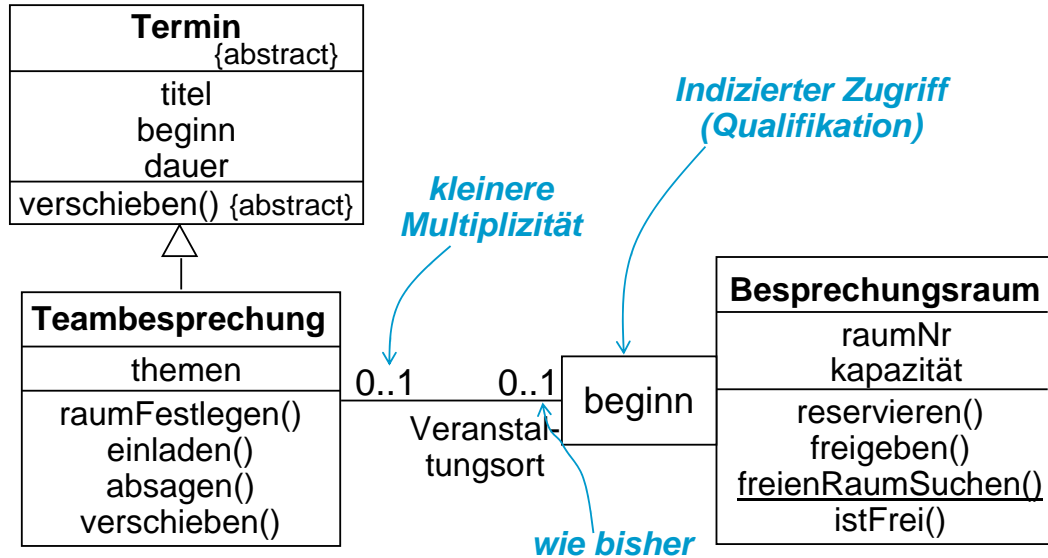 Termin
{abstract}
titel
beginn
dauer
verschieben() {abstract}
Indizierter Zugriff
(Qualifikation)
kleinere
Multiplizität
Teambesprechung
themen
raumFestlegen()
einladen()
absagen()
verschieben()
0..1
0..1
Veranstal-
tungsort
wie bisher
beginn
Besprechungsraum
raumNr
kapazität
reservieren()
freigeben()
freienRaumSuchen()
istFrei()